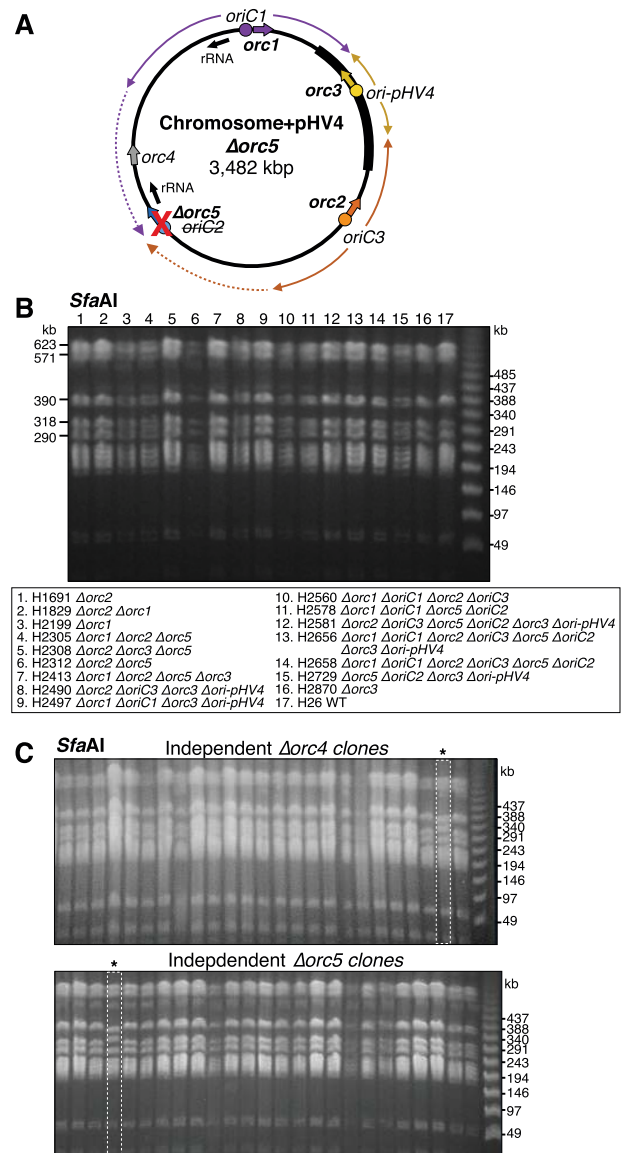 A
oriC1
orc1
rRNA
orc3
ori-pHV4
Chromosome+pHV4
Δorc5
3,482 kbp
orc4
rRNA
orc2
Δorc5
X
oriC2
oriC3
B
SfaAI
1 2 3 4 5 6 7 8 9 10 11 12 13 14 15 16 17
kb
kb
623
571
485
437
390
388
340
318
291
290
243
194
146
97
49
1. H1691 Δorc2
2. H1829 Δorc2 Δorc1
3. H2199 Δorc1
4. H2305 Δorc1 Δorc2 Δorc5
5. H2308 Δorc2 Δorc3 Δorc5
6. H2312 Δorc2 Δorc5
7. H2413 Δorc1 Δorc2 Δorc5 Δorc3
8. H2490 Δorc2 ΔoriC3 Δorc3 Δori-pHV4
9. H2497 Δorc1 ΔoriC1 Δorc3 Δori-pHV4
10. H2560 Δorc1 ΔoriC1 Δorc2 ΔoriC3
11. H2578 Δorc1 ΔoriC1 Δorc5 ΔoriC2
12. H2581 Δorc2 ΔoriC3 Δorc5 ΔoriC2 Δorc3 Δori-pHV4
13. H2656 Δorc1 ΔoriC1 Δorc2 ΔoriC3 Δorc5 ΔoriC2
Δorc3 Δori-pHV4
14. H2658 Δorc1 ΔoriC1 Δorc2 ΔoriC3 Δorc5 ΔoriC2
15. H2729 Δorc5 ΔoriC2 Δorc3 Δori-pHV4
16. H2870 Δorc3
17. H26 WT
C
SfaAI
Independent Δorc4 clones
*
kb
437
388
340
291
243
194
146
97
49
Indepdendent Δorc5 clones
*
kb
437
388
340
291
243
194
146
97
49